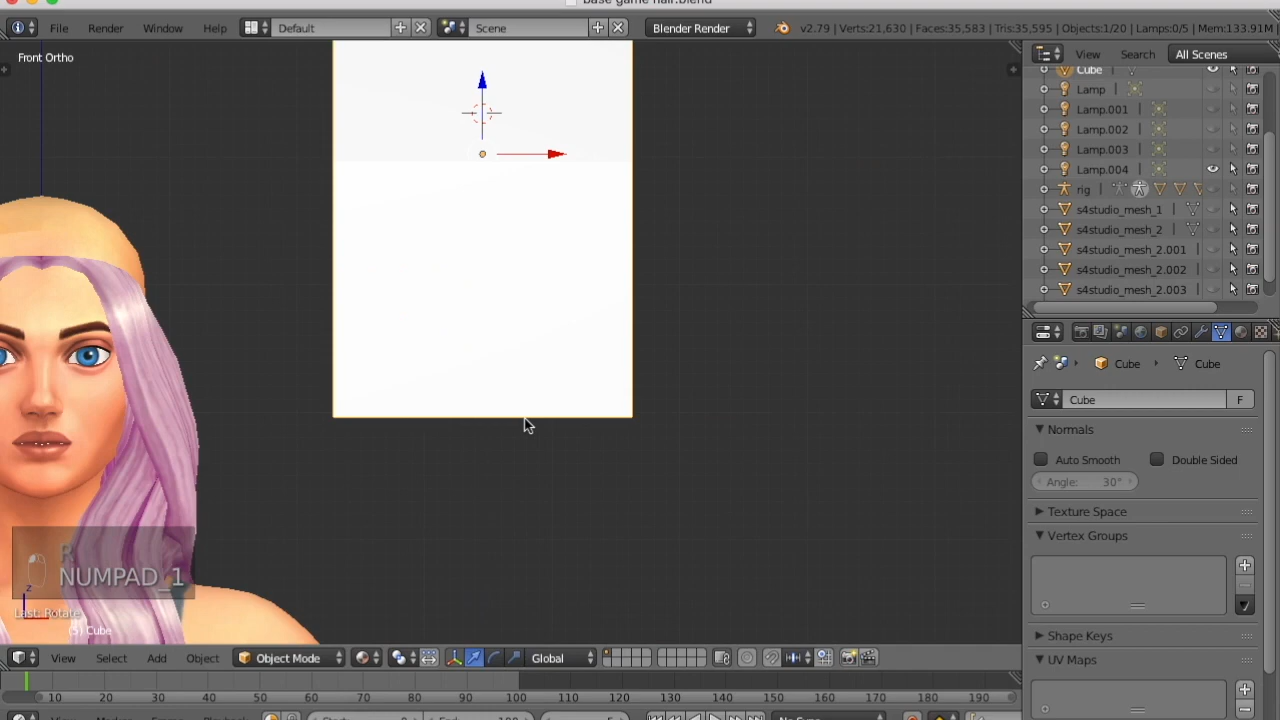 base game hair.blend
File Render Window Help Default Scene Blender Render v2.79 | Verts:21,630 | Faces:35,583 | Tris:35,595 | Objects:1/20 | Lamps:0/5 | Mem:133.91M
Front Ortho
View Search All Scenes
Cube
Lamp
Lamp.001
Lamp.002
Lamp.003
Lamp.004
rig
s4studio_mesh_1
s4studio_mesh_2
s4studio_mesh_2.001
s4studio_mesh_2.002
s4studio_mesh_2.003
Cube Cube
Cube F
Normals
Auto Smooth Double Sided
Angle: 30°
Texture Space
Vertex Groups
Shape Keys
UV Maps
R
NUMPAD_1
z
Last: Rotate
(5) Cube
View Select Add Object Object Mode Global
10 20 30 40 50 60 70 80 90 100 110 120 130 140 150 160 170 180 190